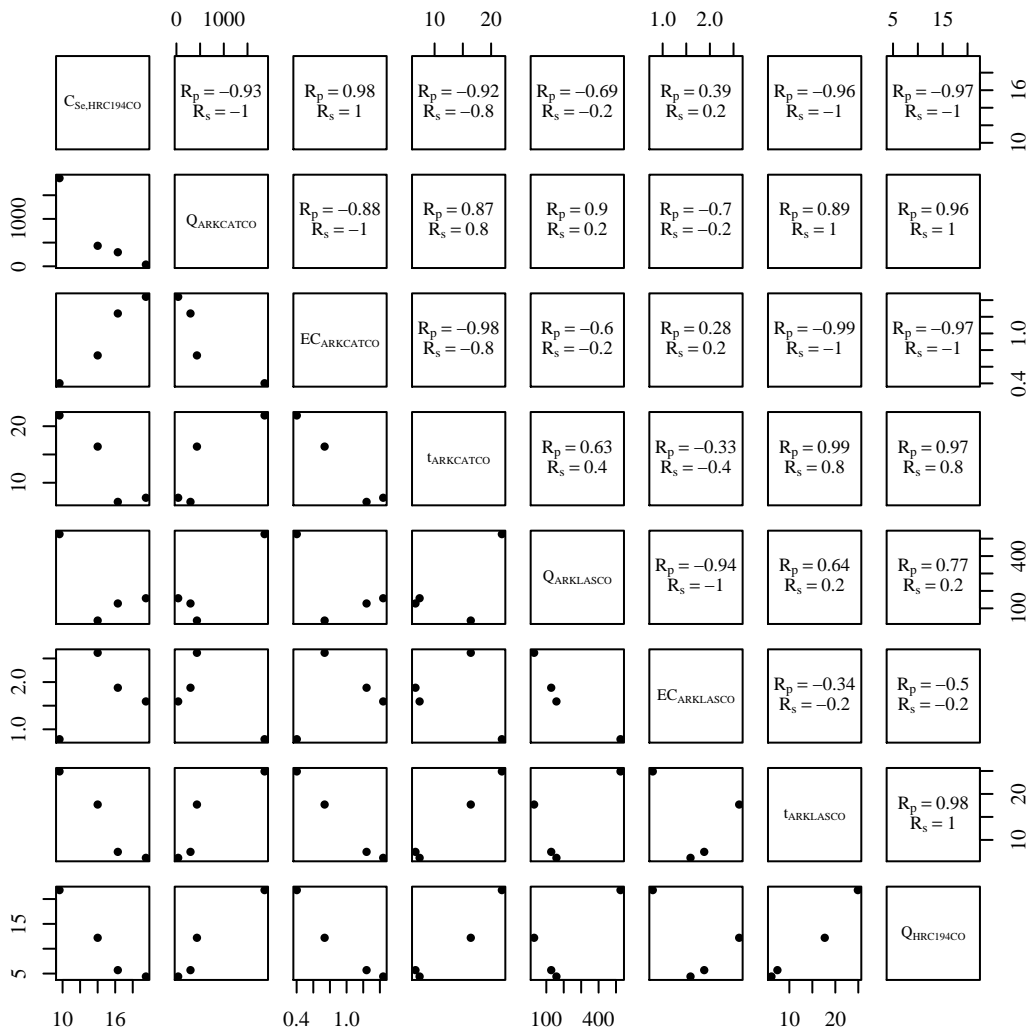 0 1000 10 20 1.0 2.0 5 15
C_Se,HRC194CO
R_p = −0.93
R_s = −1
R_p = 0.98
R_s = 1
R_p = −0.92
R_s = −0.8
R_p = −0.69
R_s = −0.2
R_p = 0.39
R_s = 0.2
R_p = −0.96
R_s = −1
R_p = −0.97
R_s = −1
10 16
0 1000
Q_ARKCATCO
R_p = −0.88
R_s = −1
R_p = 0.87
R_s = 0.8
R_p = 0.9
R_s = 0.2
R_p = −0.7
R_s = −0.2
R_p = 0.89
R_s = 1
R_p = 0.96
R_s = 1
EC_ARKCATCO
R_p = −0.98
R_s = −0.8
R_p = −0.6
R_s = −0.2
R_p = 0.28
R_s = 0.2
R_p = −0.99
R_s = −1
R_p = −0.97
R_s = −1
0.4 1.0
10 20
t_ARKCATCO
R_p = 0.63
R_s = 0.4
R_p = −0.33
R_s = −0.4
R_p = 0.99
R_s = 0.8
R_p = 0.97
R_s = 0.8
Q_ARKLASCO
R_p = −0.94
R_s = −1
R_p = 0.64
R_s = 0.2
R_p = 0.77
R_s = 0.2
100 400
1.0 2.0
EC_ARKLASCO
R_p = −0.34
R_s = −0.2
R_p = −0.5
R_s = −0.2
t_ARKLASCO
R_p = 0.98
R_s = 1
10 20
5 15
Q_HRC194CO
10 16 0.4 1.0 100 400 10 20